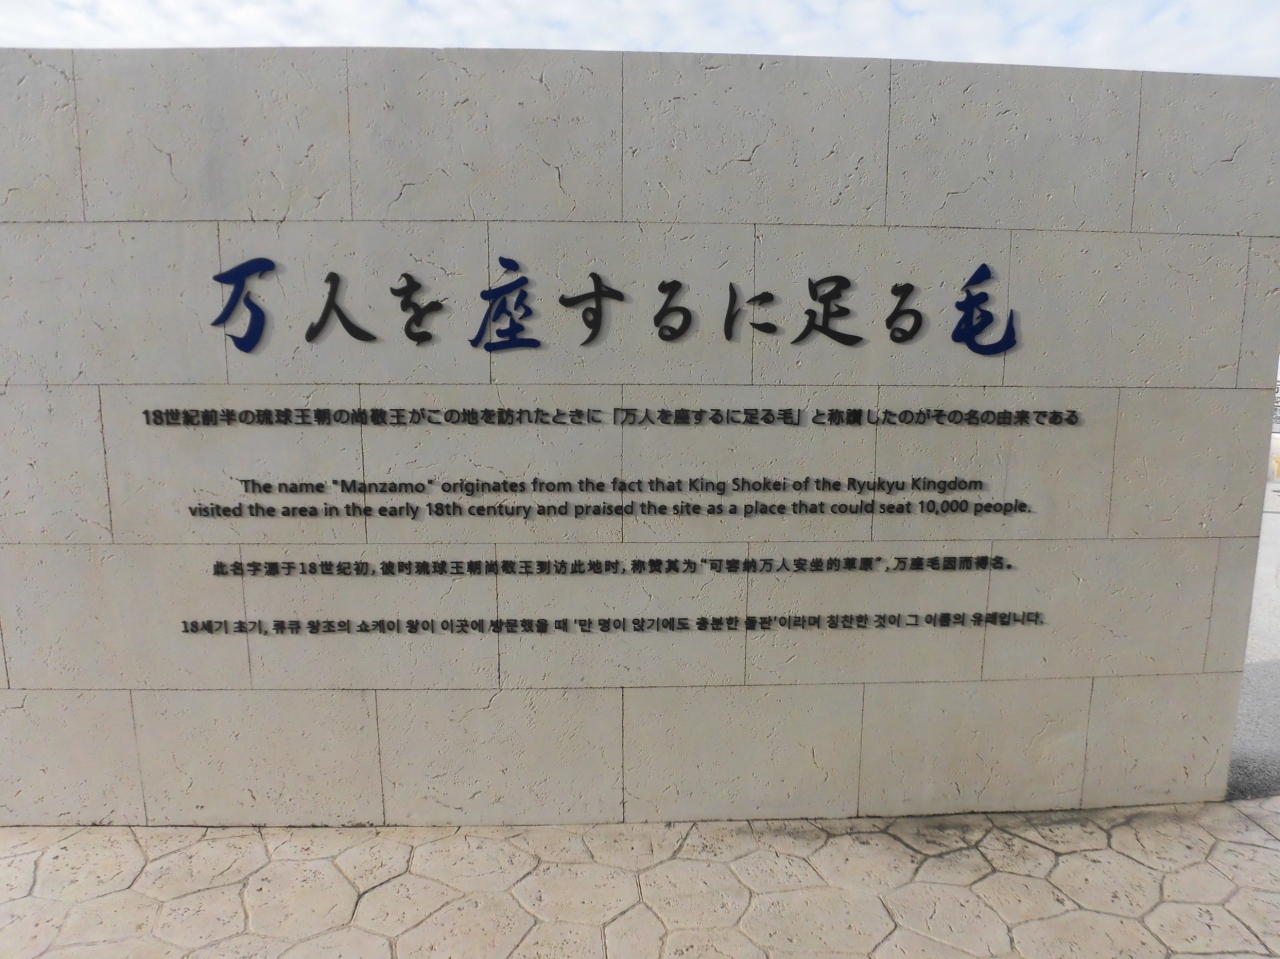 万人を座するに足る毛
18世紀前半の琉球王朝の尚敬王がこの地を訪れたときに「万人を座するに足る毛」と称讃したのがその名の由来である
The name "Manzamo" originates from the fact that King Shokei of the Ryukyu Kingdom
visited the area in the early 18th century and praised the site as a place that could seat 10,000 people.
此名字源于18世纪初，彼时琉球王朝尚敬王到访此地时，称赞其为“可容纳万人安坐的草原”，万座毛因而得名。
18세기 초기, 류큐 왕조의 쇼케이 왕이 이곳에 방문했을 때 '만 명이 앉기에도 충분한 들판'이라며 칭찬한 것이 그 이름의 유래입니다.